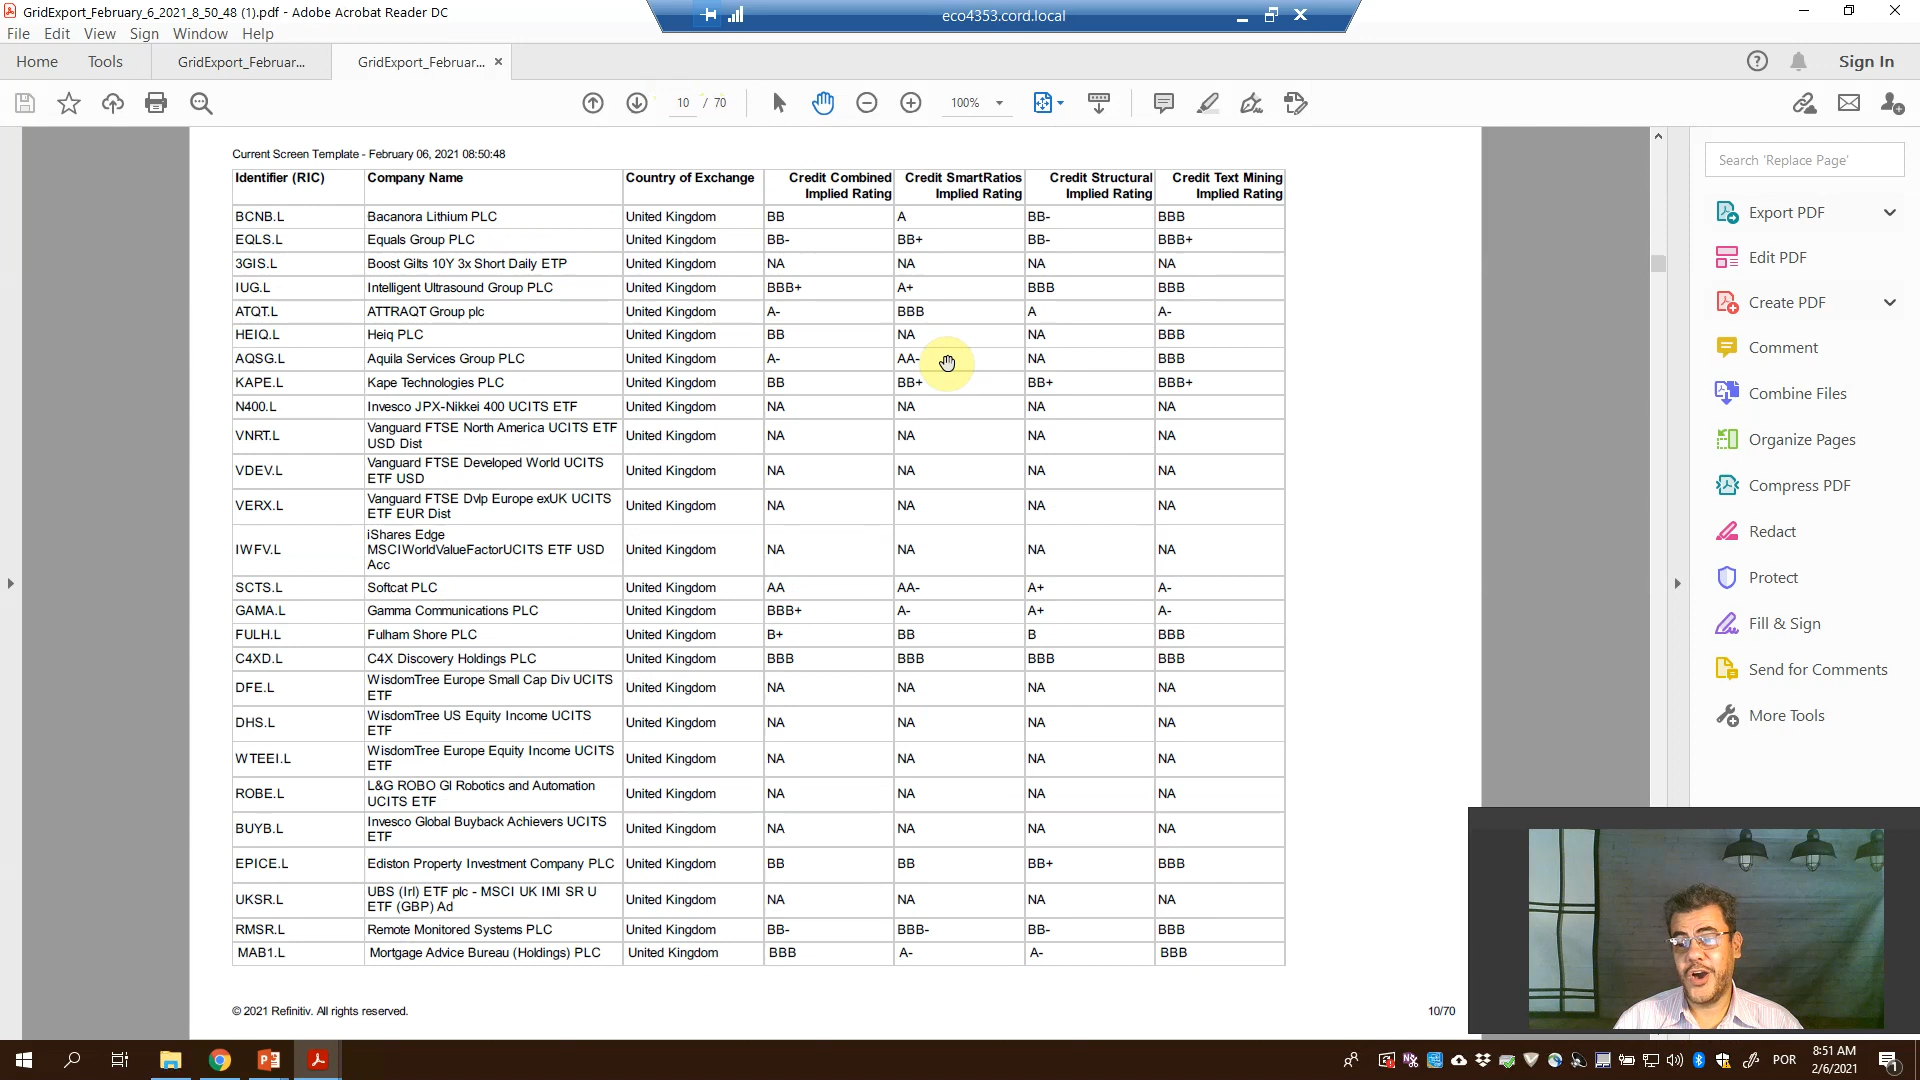 GridExport_February_6_2021_8_50_48 (1).pdf - Adobe Acrobat Reader DC
eco4353.cord.local
File Edit View Sign Window Help
Home Tools GridExport_Februar... GridExport_Februar... Sign In
10 / 70 100%
Current Screen Template - February 06, 2021 08:50:48
Search 'Replace Page'
Identifier (RIC) Company Name Country of Exchange Credit Combined Implied Rating Credit SmartRatios Implied Rating Credit Structural Implied Rating Credit Text Mining Implied Rating
BCNB.L Bacanora Lithium PLC United Kingdom BB A BB- BBB
EQLS.L Equals Group PLC United Kingdom BB- BB+ BB- BBB+
3GIS.L Boost Gilts 10Y 3x Short Daily ETP United Kingdom NA NA NA NA
IUG.L Intelligent Ultrasound Group PLC United Kingdom BBB+ A+ BBB BBB
ATQT.L ATTRAQT Group plc United Kingdom A- BBB A A-
HEIQ.L Heiq PLC United Kingdom BB NA NA BBB
AQSG.L Aquila Services Group PLC United Kingdom A- AA- NA BBB
KAPE.L Kape Technologies PLC United Kingdom BB BB+ BB+ BBB+
N400.L Invesco JPX-Nikkei 400 UCITS ETF United Kingdom NA NA NA NA
VNRT.L Vanguard FTSE North America UCITS ETF USD Dist United Kingdom NA NA NA NA
VDEV.L Vanguard FTSE Developed World UCITS ETF USD United Kingdom NA NA NA NA
VERX.L Vanguard FTSE Dvlp Europe exUK UCITS ETF EUR Dist United Kingdom NA NA NA NA
IWFV.L iShares Edge MSCIWorldValueFactorUCITS ETF USD Acc United Kingdom NA NA NA NA
SCTS.L Softcat PLC United Kingdom AA AA- A+ A-
GAMA.L Gamma Communications PLC United Kingdom BBB+ A- A+ A-
FULH.L Fulham Shore PLC United Kingdom B+ BB B BBB
C4XD.L C4X Discovery Holdings PLC United Kingdom BBB BBB BBB BBB
DFE.L WisdomTree Europe Small Cap Div UCITS ETF United Kingdom NA NA NA NA
DHS.L WisdomTree US Equity Income UCITS ETF United Kingdom NA NA NA NA
WTEEI.L WisdomTree Europe Equity Income UCITS ETF United Kingdom NA NA NA NA
ROBE.L L&G ROBO Gl Robotics and Automation UCITS ETF United Kingdom NA NA NA NA
BUYB.L Invesco Global Buyback Achievers UCITS ETF United Kingdom NA NA NA NA
EPICE.L Ediston Property Investment Company PLC United Kingdom BB BB BB+ BBB
UKSR.L UBS (Irl) ETF plc - MSCI UK IMI SR U ETF (GBP) Ad United Kingdom NA NA NA NA
RMSR.L Remote Monitored Systems PLC United Kingdom BB- BBB- BB- BBB
MAB1.L Mortgage Advice Bureau (Holdings) PLC United Kingdom BBB A- A- BBB
© 2021 Refinitiv. All rights reserved. 10/70
Export PDF
Edit PDF
Create PDF
Comment
Combine Files
Organize Pages
Compress PDF
Redact
Protect
Fill & Sign
Send for Comments
More Tools
POR
8:51 AM
2/6/2021
1